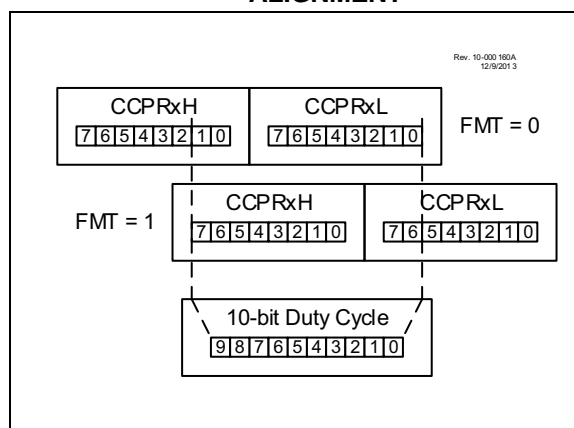 ALIGNMENT
Rev. 10-000 160A
12/9/201 3
CCPRxH CCPRxL
7 6 5 4 3 2 1 0 7 6 5 4 3 2 1 0 FMT = 0
CCPRxH CCPRxL
FMT = 1 7 6 5 4 3 2 1 0 7 6 5 4 3 2 1 0
10-bit Duty Cycle
9 8 7 6 5 4 3 2 1 0